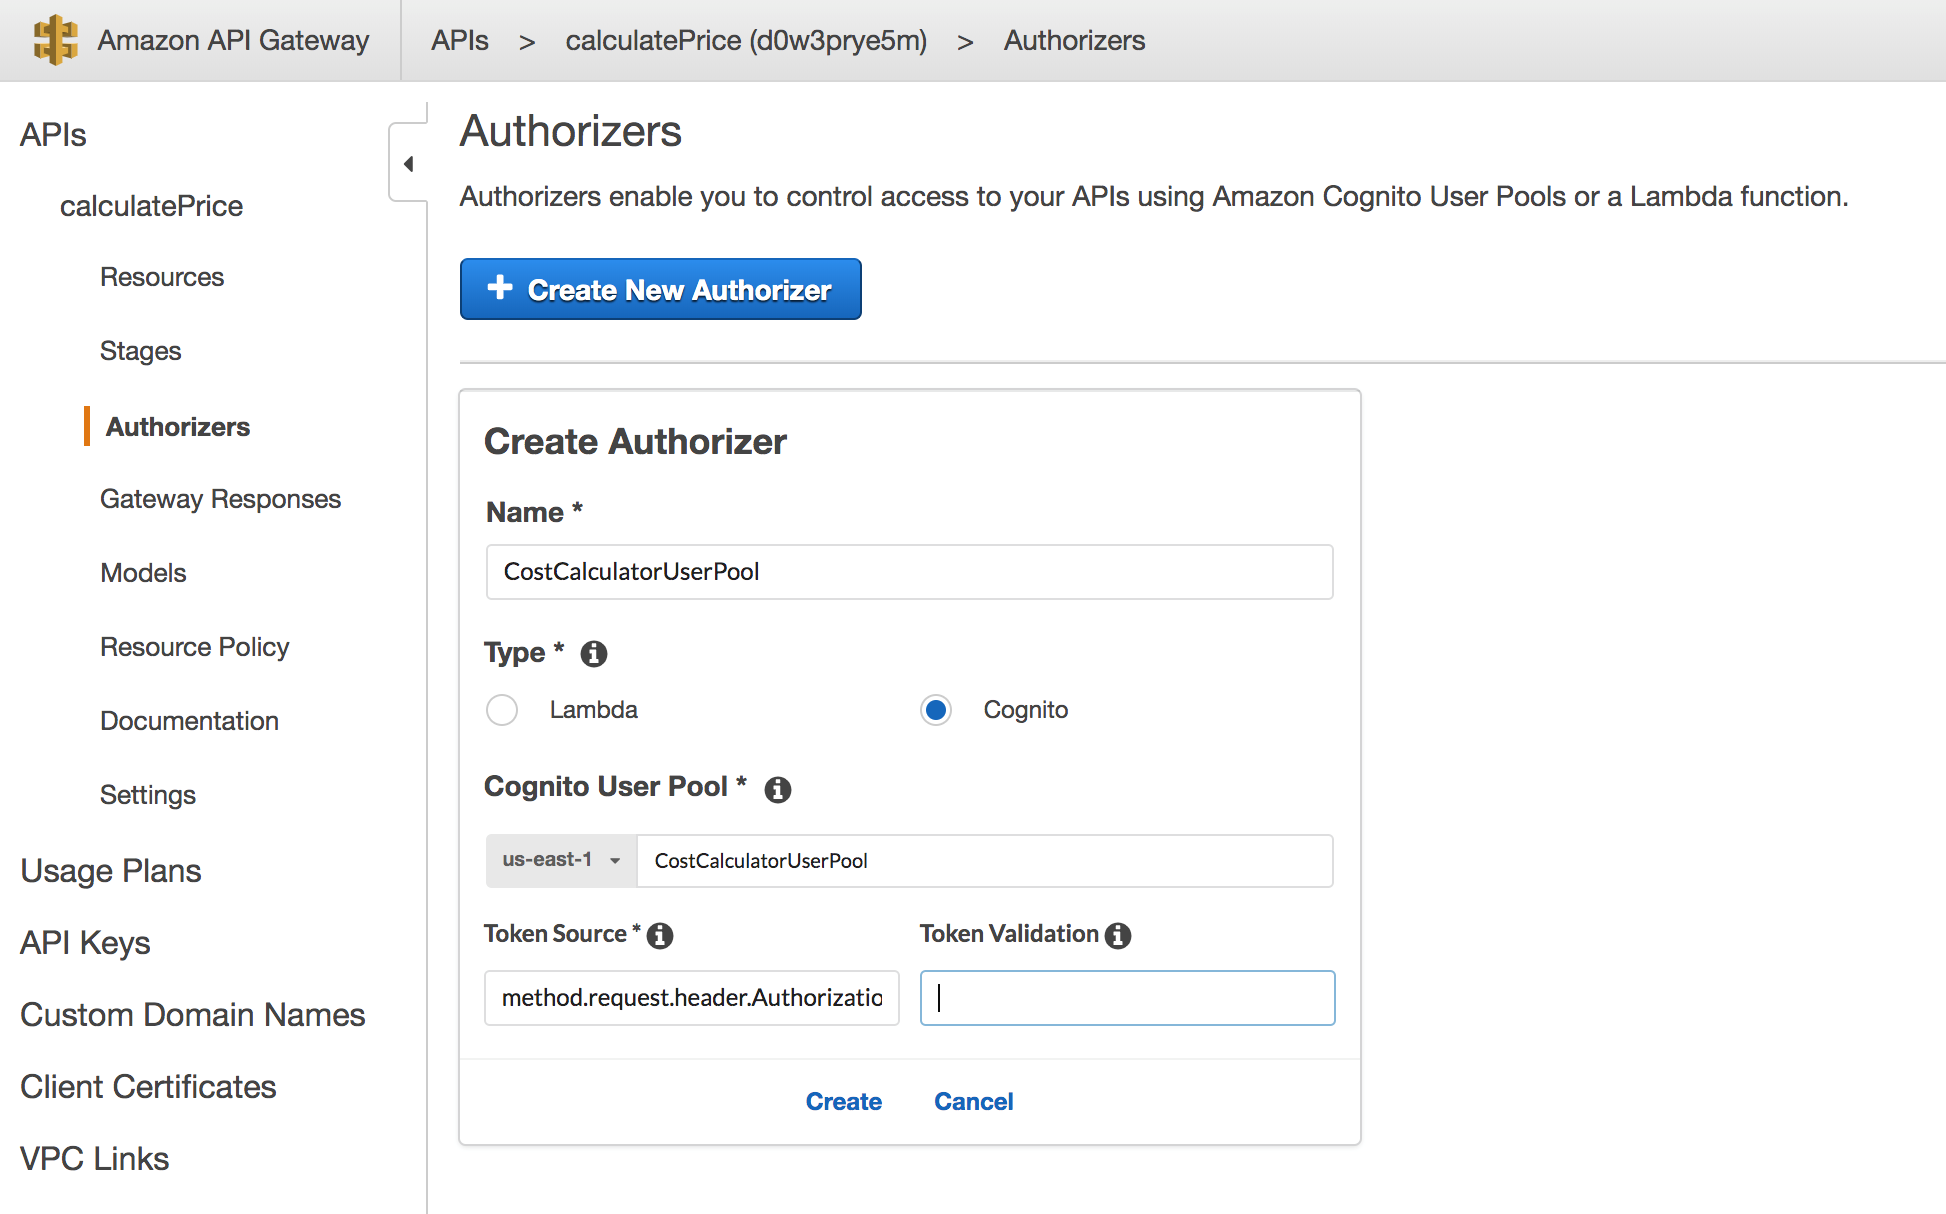 Amazon API Gateway APIs > calculatePrice (d0w3prye5m) > Authorizers
APIs
calculatePrice
Resources
Stages
Authorizers
Gateway Responses
Models
Resource Policy
Documentation
Settings
Usage Plans
API Keys
Custom Domain Names
Client Certificates
VPC Links
Authorizers
Authorizers enable you to control access to your APIs using Amazon Cognito User Pools or a Lambda function.
+ Create New Authorizer
Create Authorizer
Name *
CostCalculatorUserPool
Type *
Lambda Cognito
Cognito User Pool *
us-east-1 CostCalculatorUserPool
Token Source * Token Validation
method.request.header.Authorizatio
Create Cancel